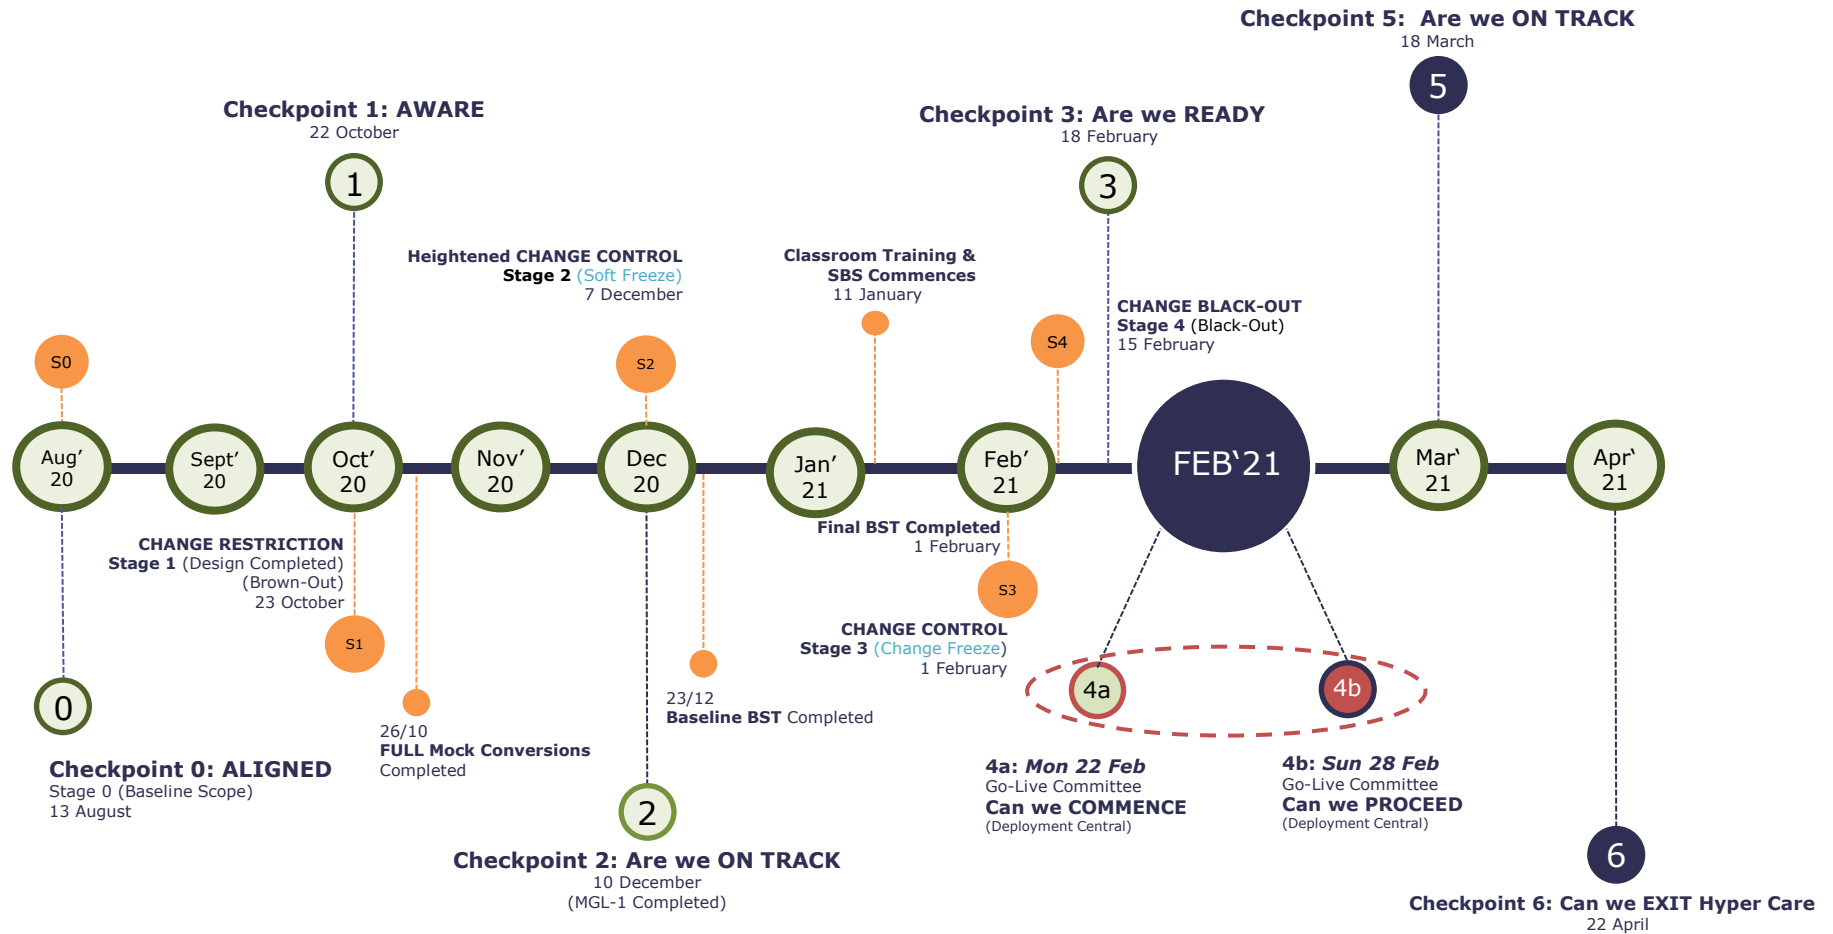 Checkpoint 5:  Are we ON TRACK
18 March
5
Checkpoint 1: AWARE
22 October
1
Checkpoint 3: Are we READY
18 February
3
Heightened CHANGE CONTROL
Stage 2 (Soft Freeze)
7 December
Classroom Training &
SBS Commences
11 January
CHANGE BLACK-OUT
Stage 4 (Black-Out)
15 February
S0
S2
S4
Aug’
20
Sept’
20
Oct’
20
Nov’
20
Dec
20
Jan’
21
Feb’
21
FEB‘21
Mar‘
21
Apr‘
21
CHANGE RESTRICTION
Stage 1 (Design Completed)
(Brown-Out)
23 October
S1
Final BST Completed
1 February
S3
CHANGE CONTROL
Stage 3 (Change Freeze)
1 February
0
Checkpoint 0: ALIGNED
Stage 0 (Baseline Scope)
13 August
26/10
FULL Mock Conversions
Completed
23/12
Baseline BST Completed
2
Checkpoint 2: Are we ON TRACK
10 December
(MGL-1 Completed)
4a
4b
4a: Mon 22 Feb
Go-Live Committee
Can we COMMENCE
(Deployment Central)
4b: Sun 28 Feb
Go-Live Committee
Can we PROCEED
(Deployment Central)
6
Checkpoint 6: Can we EXIT Hyper Care
22 April